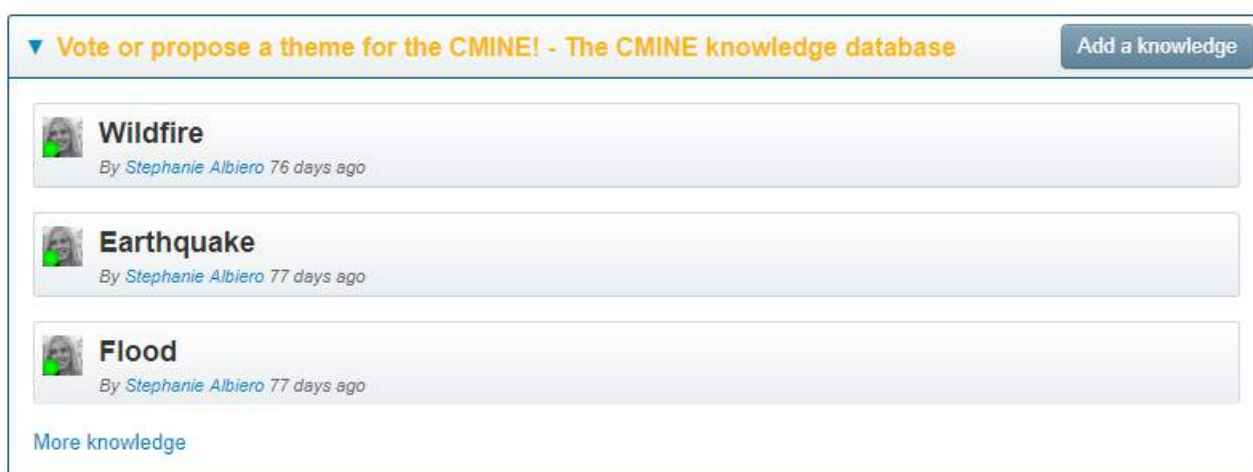 ▼ Vote or propose a theme for the CMINE! - The CMINE knowledge database
Add a knowledge
Wildfire
By Stephanie Albiero 76 days ago
Earthquake
By Stephanie Albiero 77 days ago
Flood
By Stephanie Albiero 77 days ago
More knowledge